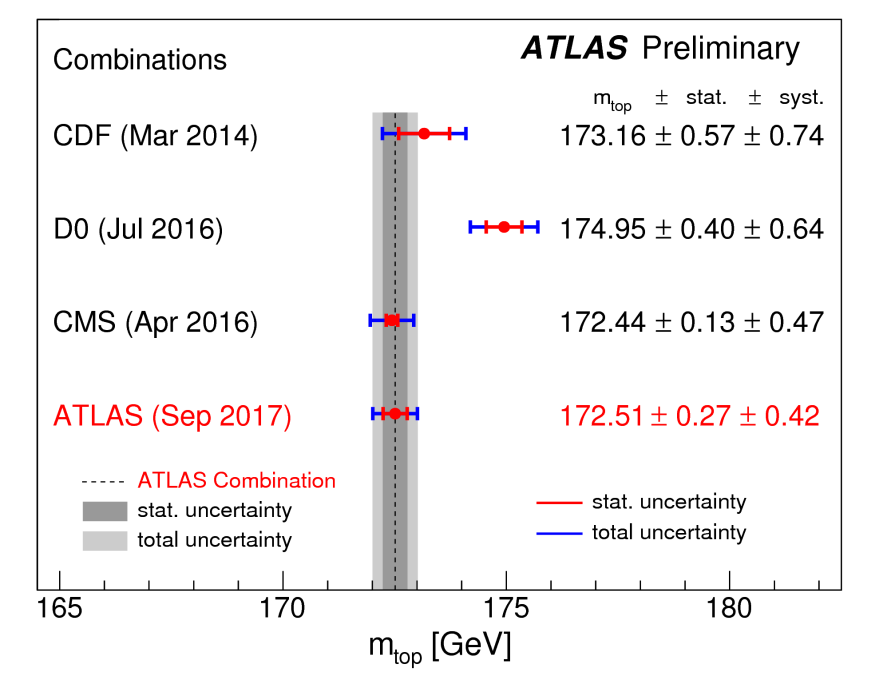 Combinations
ATLAS Preliminary
m_top ± stat. ± syst.
CDF (Mar 2014) 173.16 ± 0.57 ± 0.74
D0 (Jul 2016) 174.95 ± 0.40 ± 0.64
CMS (Apr 2016) 172.44 ± 0.13 ± 0.47
ATLAS (Sep 2017) 172.51 ± 0.27 ± 0.42
ATLAS Combination
stat. uncertainty
total uncertainty
stat. uncertainty
total uncertainty
165 170 175 180
m_top [GeV]